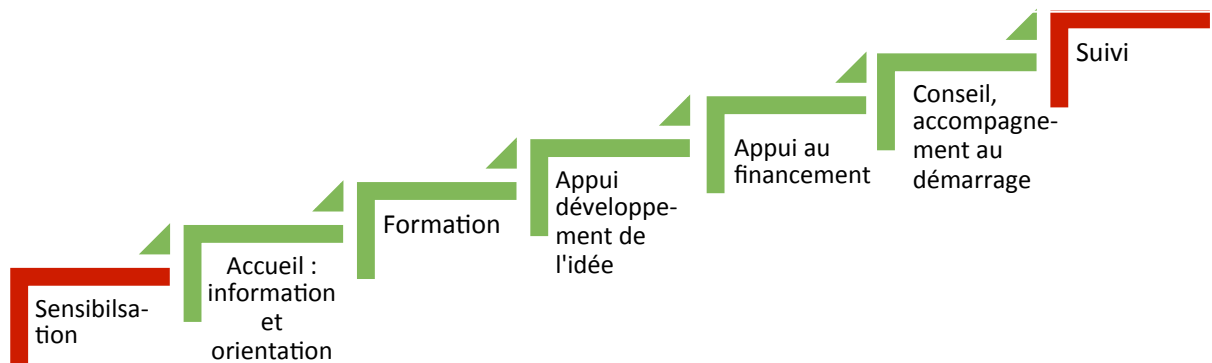 Sensibilsa-
tion
Accueil :
information
et
orientation
Formation
Appui
développe-
ment de
l'idée
Appui au
financement
Conseil,
accompagne-
ment au
démarrage
Suivi